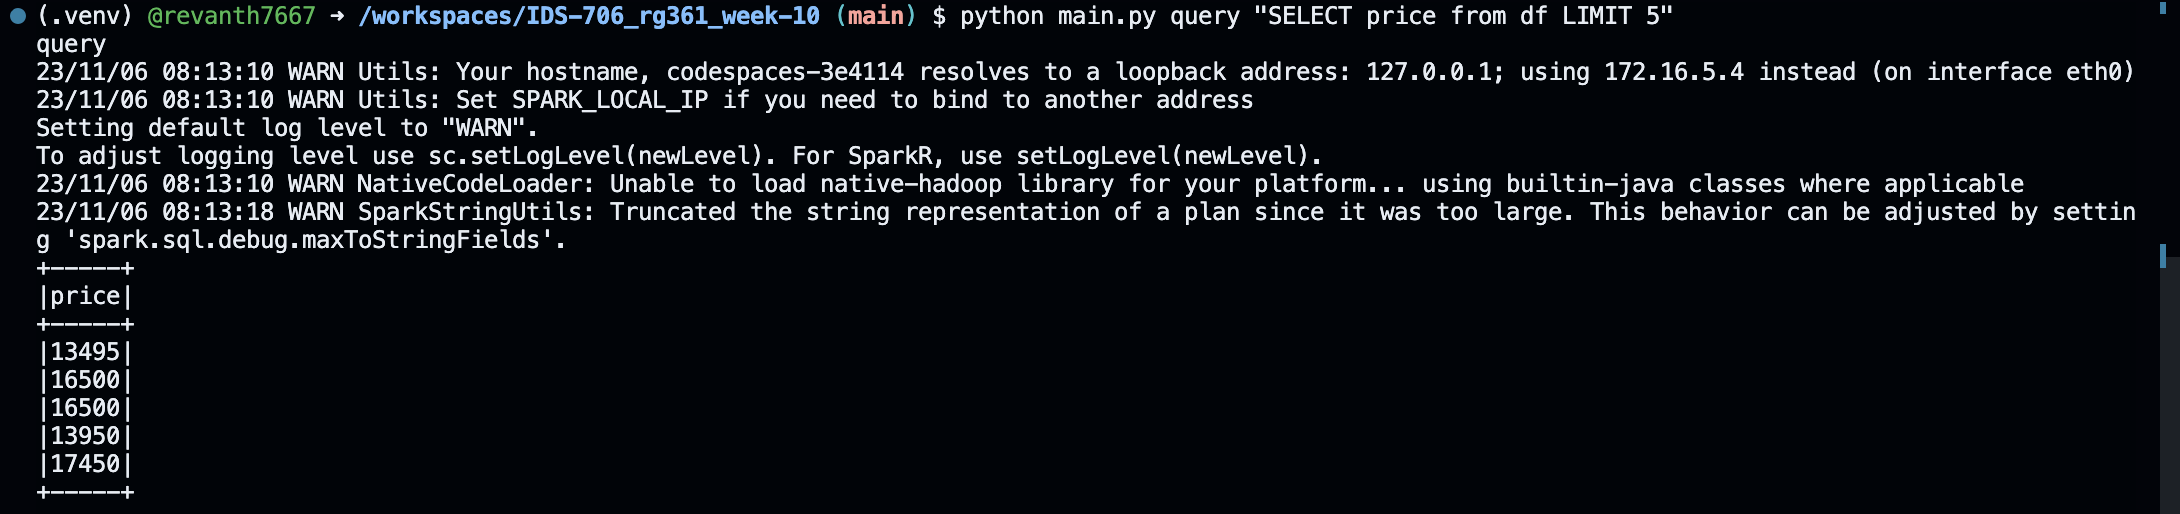 (.venv) @revanth7667 → /workspaces/IDS-706_rg361_week-10 (main) $ python main.py query "SELECT price from df LIMIT 5"
query
23/11/06 08:13:10 WARN Utils: Your hostname, codespaces-3e4114 resolves to a loopback address: 127.0.0.1; using 172.16.5.4 instead (on interface eth0)
23/11/06 08:13:10 WARN Utils: Set SPARK_LOCAL_IP if you need to bind to another address
Setting default log level to "WARN".
To adjust logging level use sc.setLogLevel(newLevel). For SparkR, use setLogLevel(newLevel).
23/11/06 08:13:10 WARN NativeCodeLoader: Unable to load native-hadoop library for your platform... using builtin-java classes where applicable
23/11/06 08:13:18 WARN SparkStringUtils: Truncated the string representation of a plan since it was too large. This behavior can be adjusted by settin
g 'spark.sql.debug.maxToStringFields'.
+-----+
|price|
+-----+
|13495|
|16500|
|16500|
|13950|
|17450|
+-----+